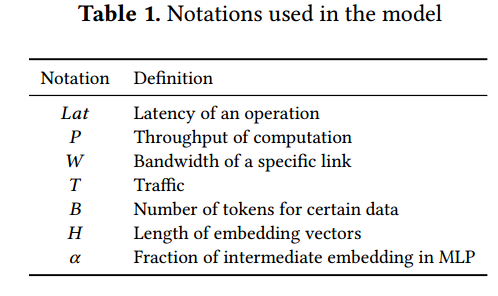 Table 1. Notations used in the model
Notation Definition
Lat Latency of an operation
P Throughput of computation
W Bandwidth of a specific link
T Traffic
B Number of tokens for certain data
H Length of embedding vectors
α Fraction of intermediate embedding in MLP